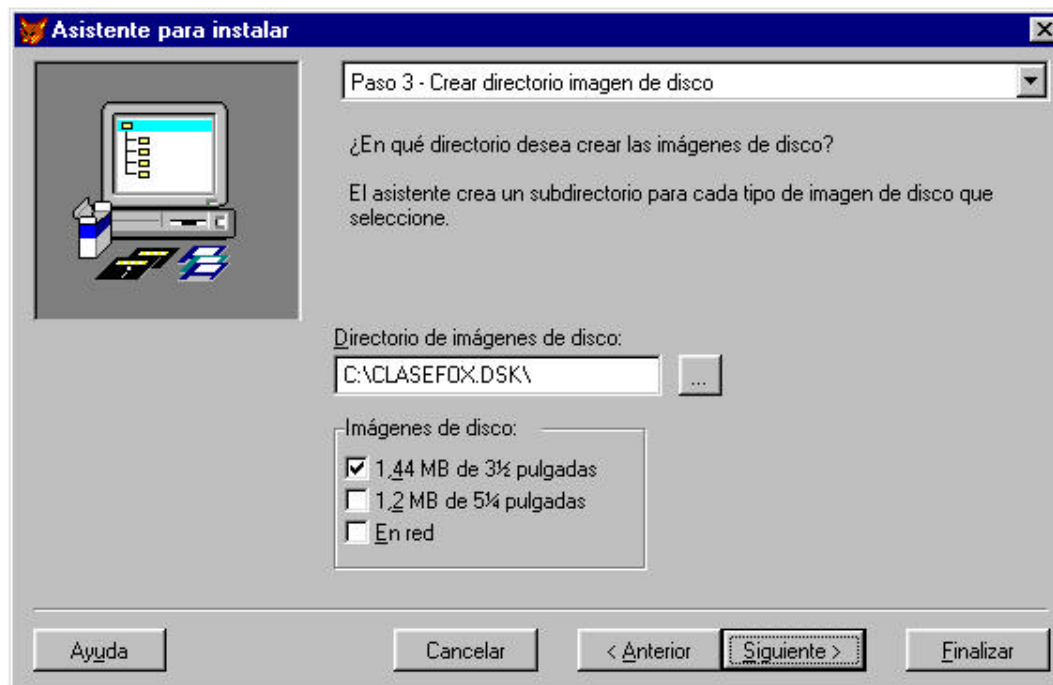 Asistente para instalar
Paso 3 - Crear directorio imagen de disco
¿En qué directorio desea crear las imágenes de disco?
El asistente crea un subdirectorio para cada tipo de imagen de disco que
seleccione.
Directorio de imágenes de disco:
C:\CLASEFOX.DSK\
...
Imágenes de disco:
1,44 MB de 3½ pulgadas
1,2 MB de 5¼ pulgadas
En red
Ayuda
Cancelar
< Anterior
Siguiente >
Finalizar